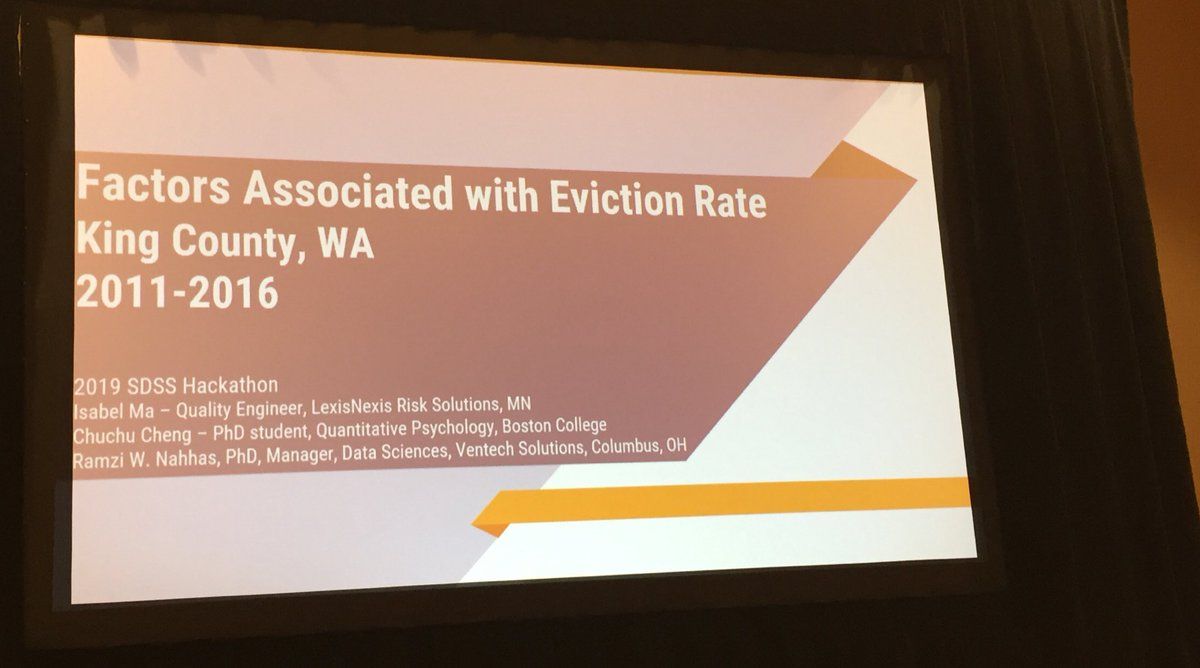 Factors Associated with Eviction Rate
King County, WA
2011-2016
2019 SDSS Hackathon
Isabel Ma – Quality Engineer, LexisNexis Risk Solutions, MN
Chuchu Cheng – PhD student, Quantitative Psychology, Boston College
Ramzi W. Nahhas, PhD, Manager, Data Sciences, Ventech Solutions, Columbus, OH